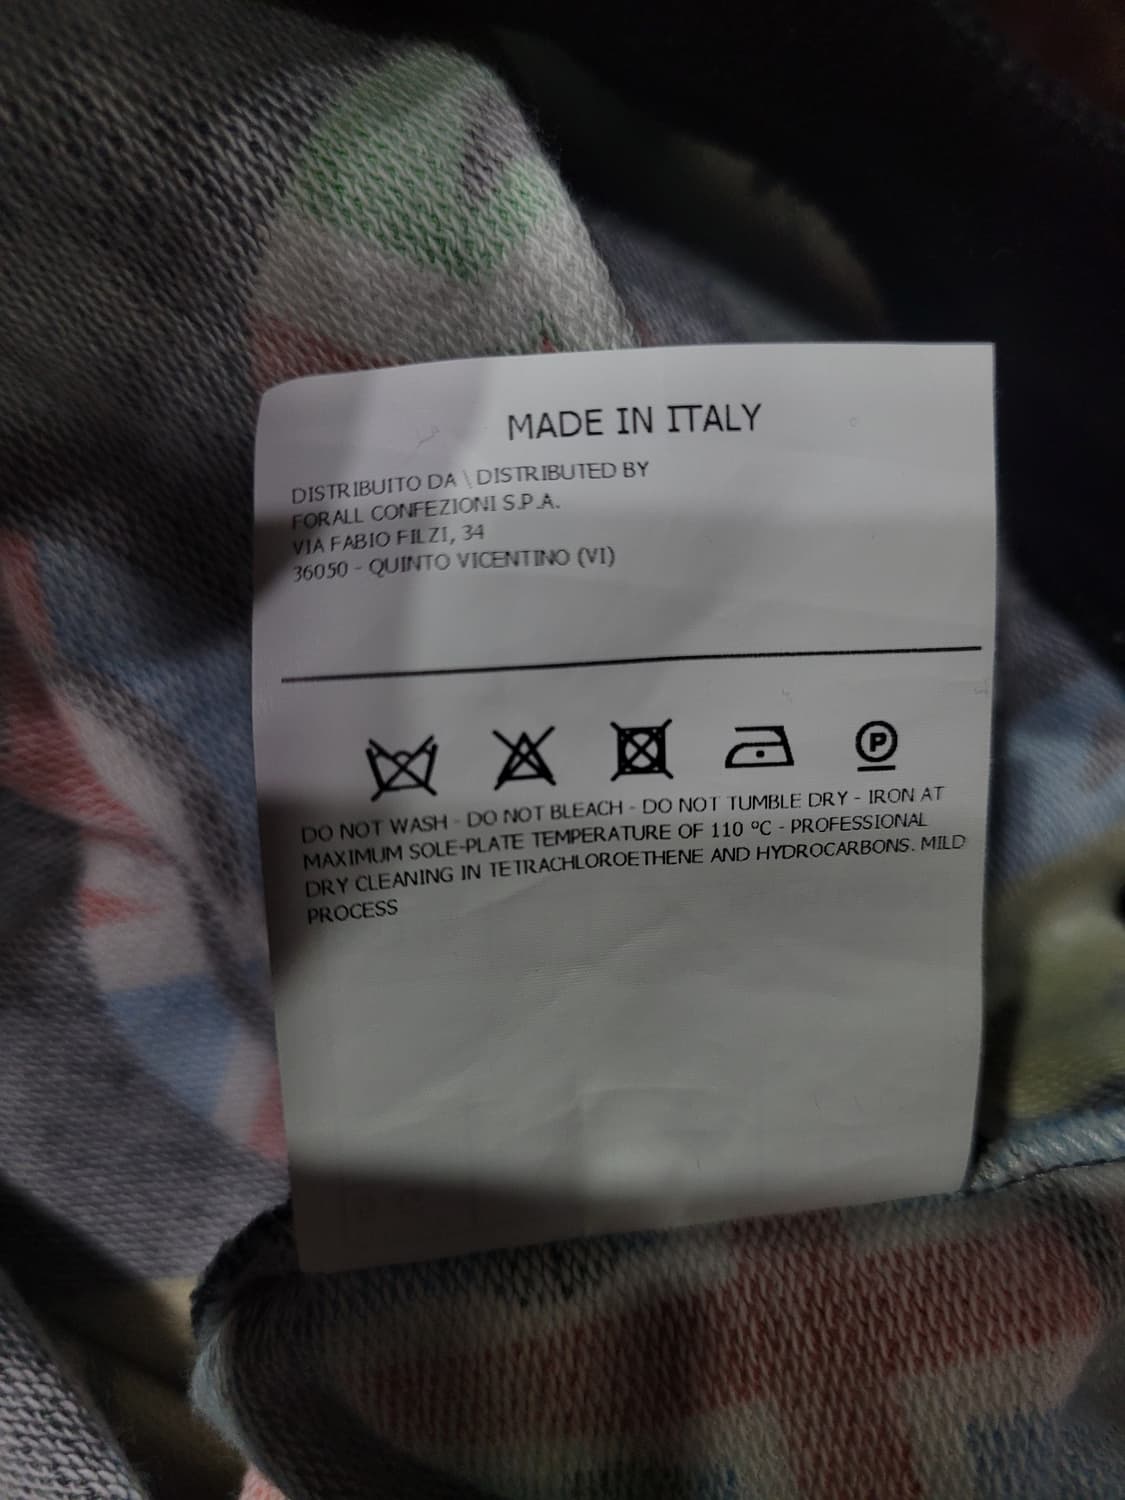 MADE IN ITALY
DISTRIBUITO DA \ DISTRIBUTED BY
FORALL CONFEZIONI S.P.A.
VIA FABIO FILZI, 34
36050 - QUINTO VICENTINO (VI)
P
DO NOT WASH - DO NOT BLEACH - DO NOT TUMBLE DRY - IRON AT
MAXIMUM SOLE-PLATE TEMPERATURE OF 110 ºC - PROFESSIONAL
DRY CLEANING IN TETRACHLOROETHENE AND HYDROCARBONS. MILD
PROCESS